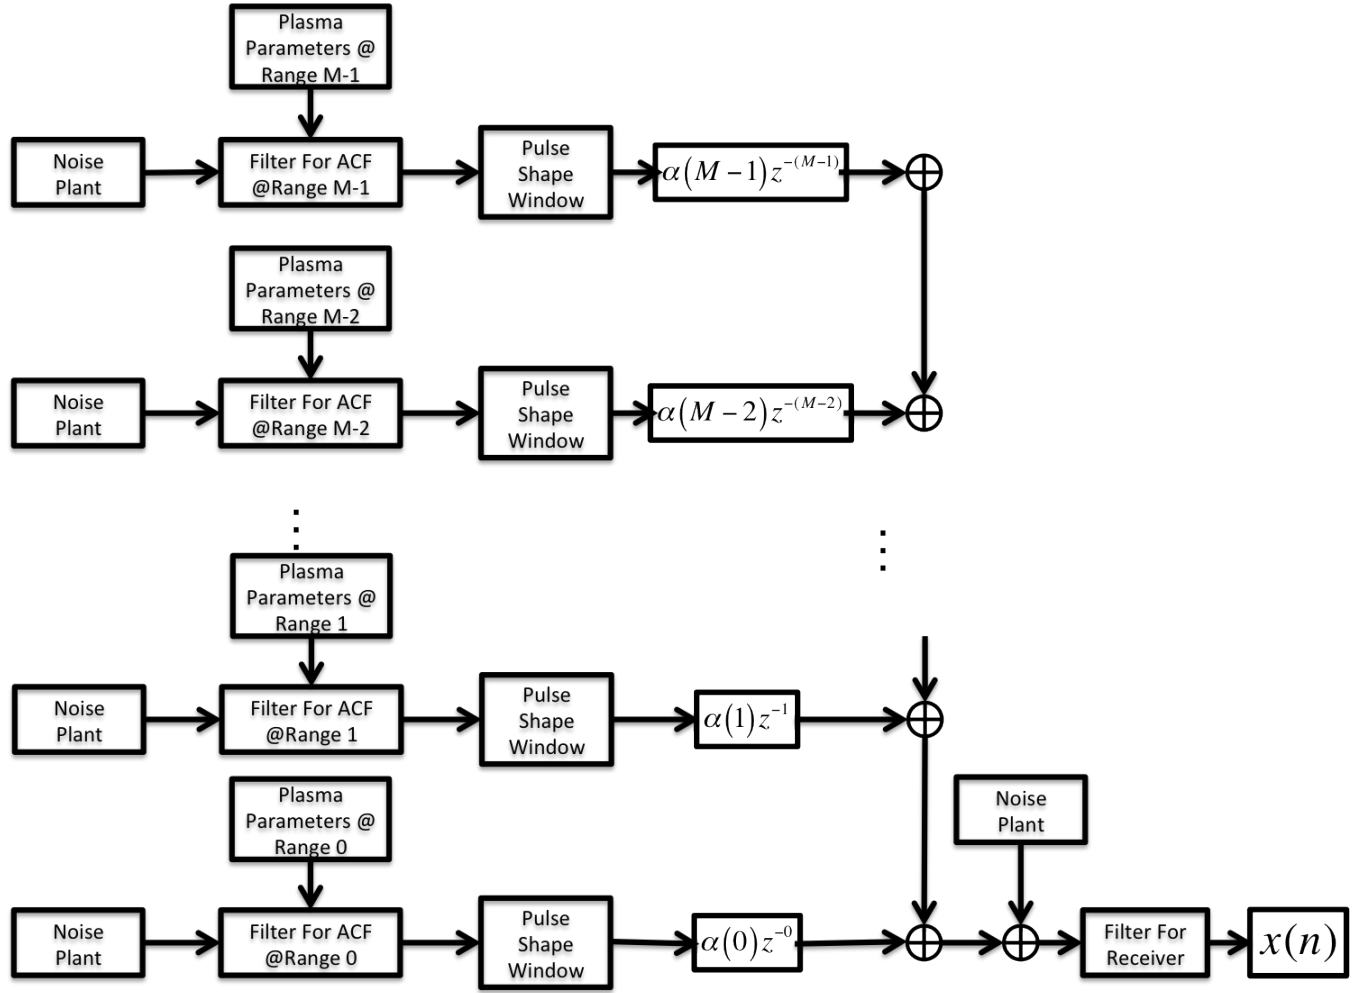 Plasma
Parameters @
Range M-1
Noise
Plant
Filter For ACF
@Range M-1
Pulse
Shape
Window
α(M−1)z^{-(M−1)}
Plasma
Parameters @
Range M-2
Noise
Plant
Filter For ACF
@Range M-2
Pulse
Shape
Window
α(M−2)z^{-(M−2)}
Plasma
Parameters @
Range 1
Noise
Plant
Filter For ACF
@Range 1
Pulse
Shape
Window
α(1)z^{-1}
Plasma
Parameters @
Range 0
Noise
Plant
Noise
Plant
Filter For ACF
@Range 0
Pulse
Shape
Window
α(0)z^{-0}
Filter For
Receiver
x(n)